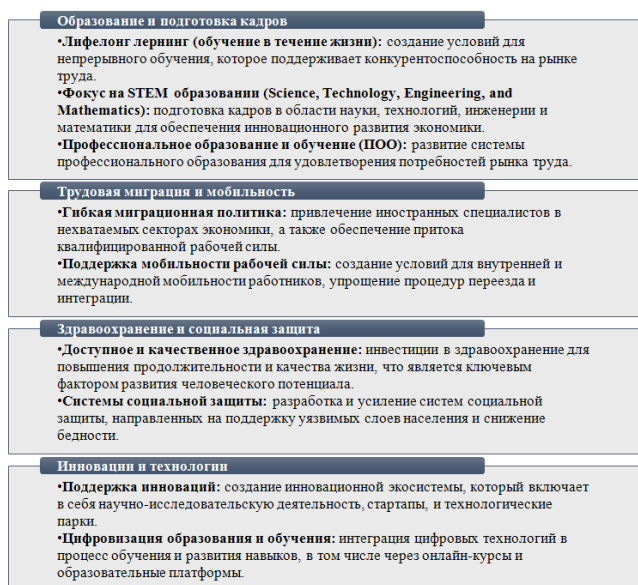 Образование и подготовка кадров
•Лифелонг лернинг (обучение в течение жизни): создание условий для
непрерывного обучения, которое поддерживает конкурентоспособность на рынке
труда.
•Фокус на STEM образовании (Science, Technology, Engineering, and
Mathematics): подготовка кадров в области науки, технологий, инженерии и
математики для обеспечения инновационного развития экономики.
•Профессиональное образование и обучение (ПОО): развитие системы
профессионального образования для удовлетворения потребностей рынка труда.
Трудовая миграция и мобильность
•Гибкая миграционная политика: привлечение иностранных специалистов в
нехватаемых секторах экономики, а также обеспечение притока
квалифицированной рабочей силы.
•Поддержка мобильности рабочей силы: создание условий для внутренней и
международной мобильности работников, упрощение процедур переезда и
интеграции.
Здравоохранение и социальная защита
•Доступное и качественное здравоохранение: инвестиции в здравоохранение для
повышения продолжительности и качества жизни, что является ключевым
фактором развития человеческого потенциала.
•Системы социальной защиты: разработка и усиление систем социальной
защиты, направленных на поддержку уязвимых слоев населения и снижение
бедности.
Инновации и технологии
•Поддержка инноваций: создание инновационной экосистемы, который включает
в себя научно-исследовательскую деятельность, стартапы, и технологические
парки.
•Цифровизация образования и обучения: интеграция цифровых технологий в
процесс обучения и развития навыков, в том числе через онлайн-курсы и
образовательные платформы.